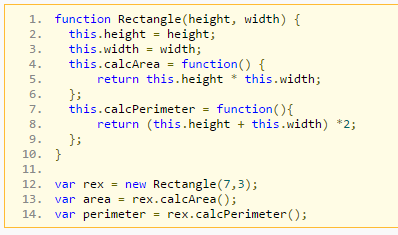 1. function Rectangle(height, width) {
2.   this.height = height;
3.   this.width = width;
4.   this.calcArea = function() {
5.       return this.height * this.width;
6.   };
7.   this.calcPerimeter = function(){
8.       return (this.height + this.width) *2;
9.   };
10. }
11.
12. var rex = new Rectangle(7,3);
13. var area = rex.calcArea();
14. var perimeter = rex.calcPerimeter();